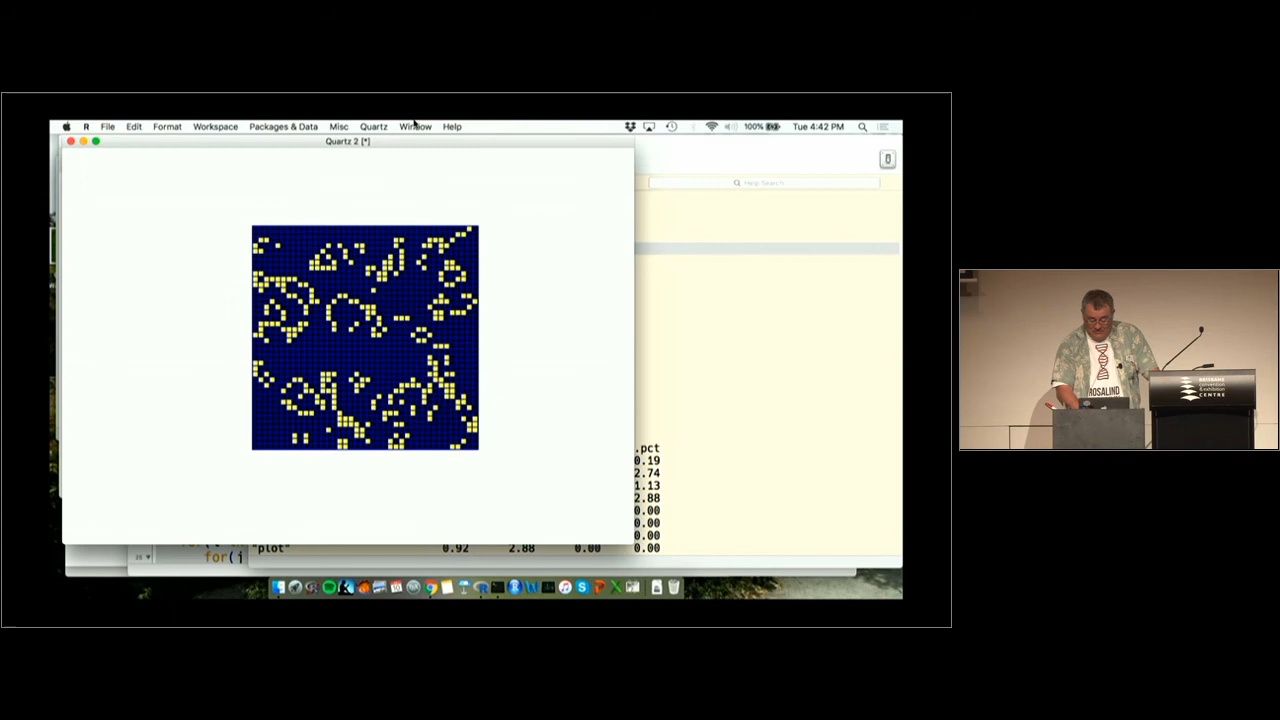 R File Edit Format Workspace Packages & Data Misc Quartz Window Help 100% Tue 4:42 PM
Quartz 2 [*]
Help Search
.pct
0.19
2.74
1.13
2.88
0.00
0.00
0.00
"plot" 0.92 2.88 0.00 0.00
for(j
ROSALIND
BRISBANE
convention
& exhibition
CENTRE